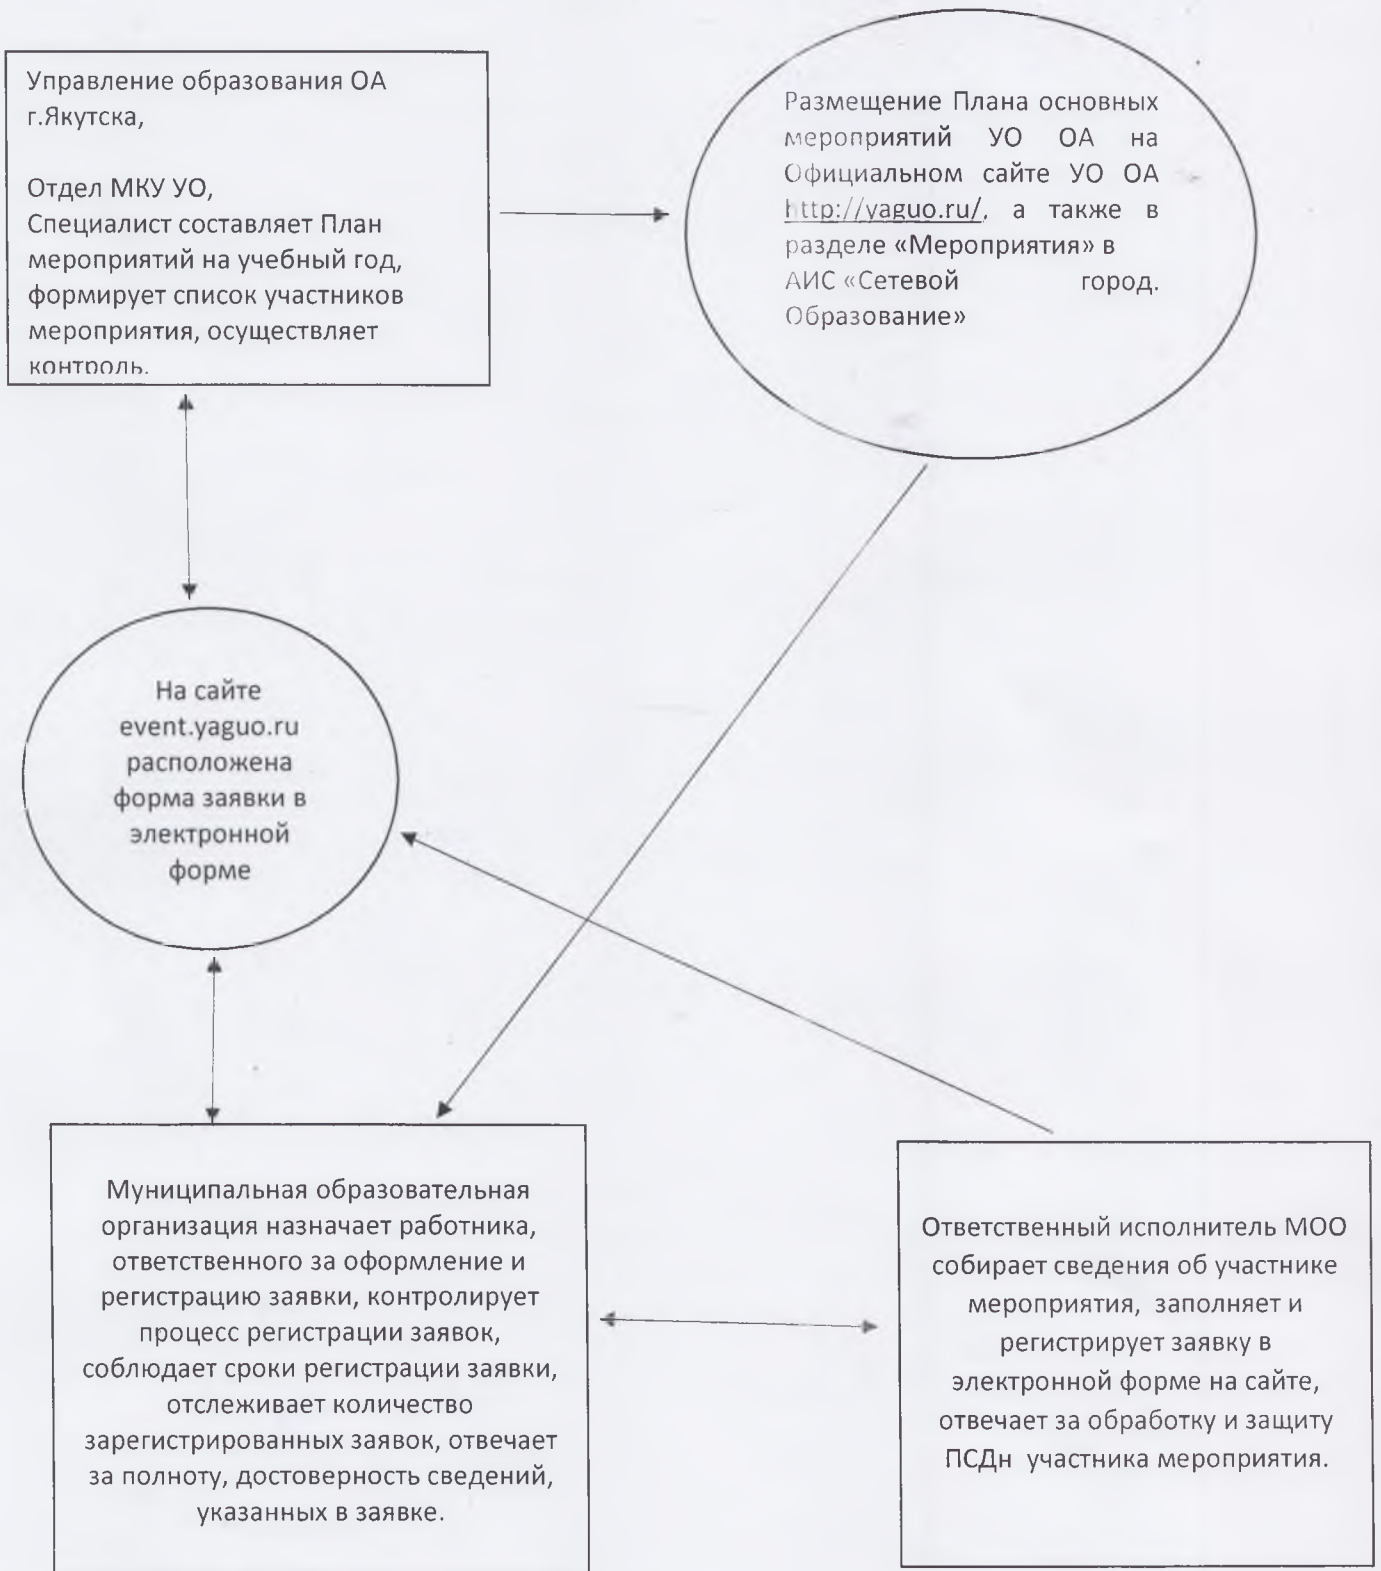 Управление образования ОА
г.Якутска,
Отдел МКУ УО,
Специалист составляет План
мероприятий на учебный год,
формирует список участников
мероприятия, осуществляет
контроль.
Размещение Плана основных
мероприятий УО ОА на
Официальном сайте УО ОА
http://yaguo.ru/, а также в
разделе «Мероприятия» в
АИС «Сетевой город.
Образование»
На сайте
event.yaguo.ru
расположена
форма заявки в
электронной
форме
Муниципальная образовательная
организация назначает работника,
ответственного за оформление и
регистрацию заявки, контролирует
процесс регистрации заявок,
соблюдает сроки регистрации заявки,
отслеживает количество
зарегистрированных заявок, отвечает
за полноту, достоверность сведений,
указанных в заявке.
Ответственный исполнитель МОО
собирает сведения об участнике
мероприятия, заполняет и
регистрирует заявку в
электронной форме на сайте,
отвечает за обработку и защиту
ПСДн участника мероприятия.